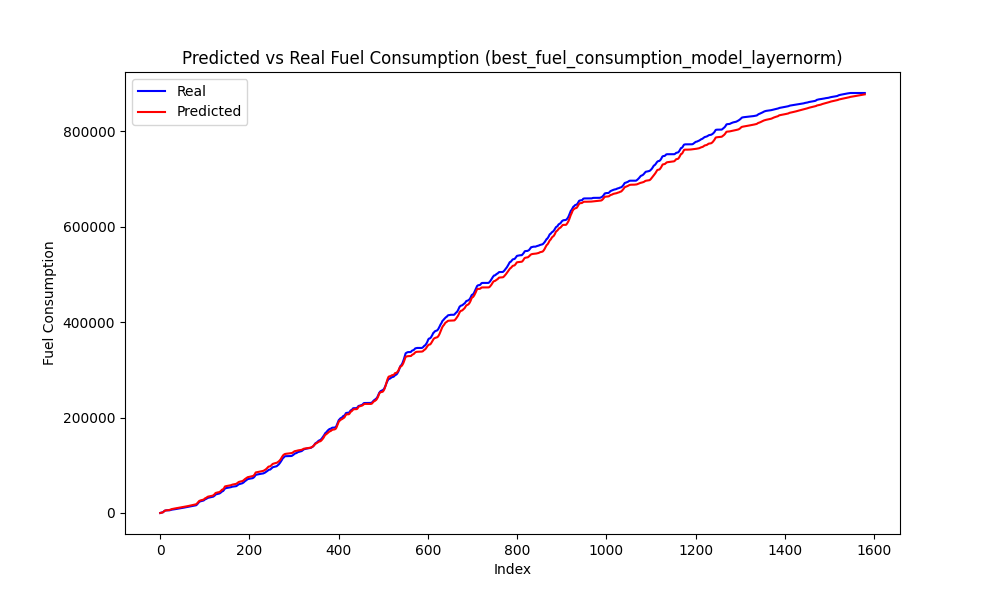 Predicted vs Real Fuel Consumption (best_fuel_consumption_model_layernorm)
Real
Predicted
Fuel Consumption
800000
600000
400000
200000
0
0 200 400 600 800 1000 1200 1400 1600
Index